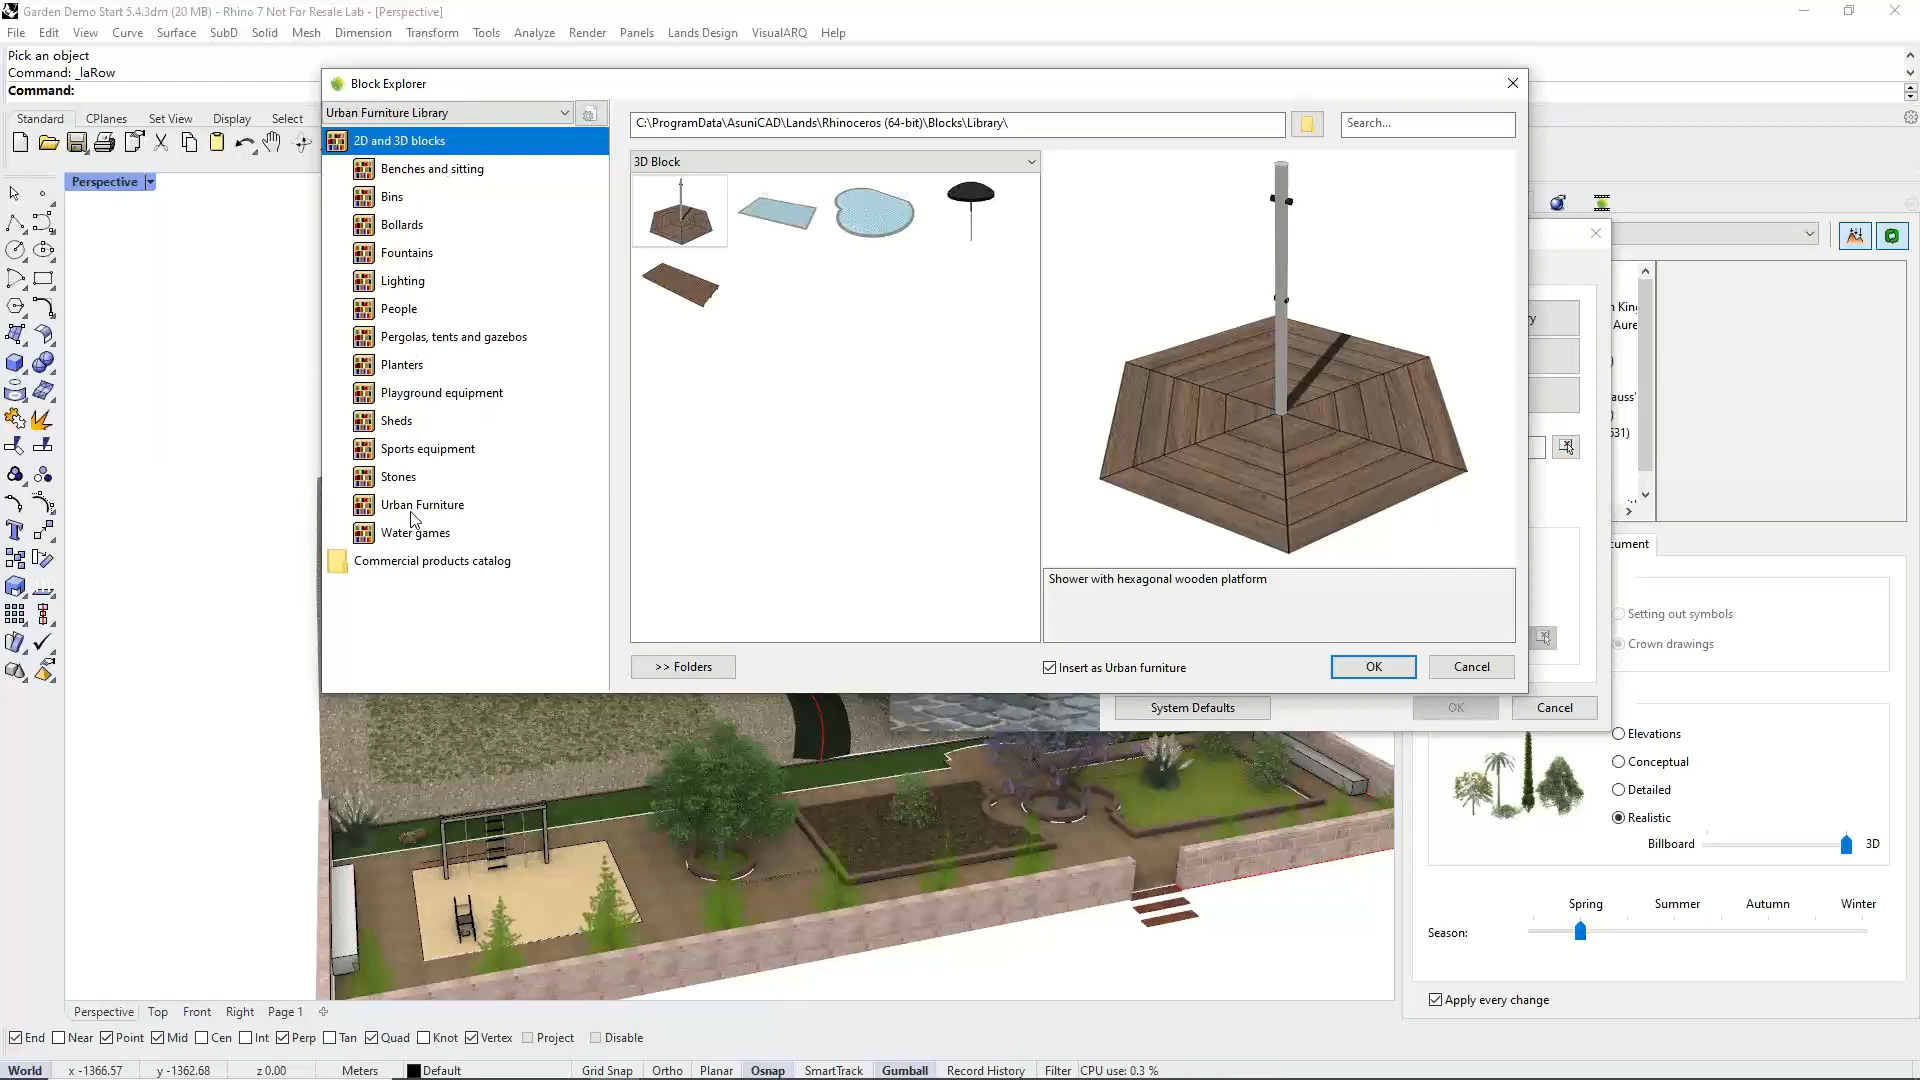 Garden Demo Start 5.4.3dm (20 MB) - Rhino 7 Not For Resale Lab - [Perspective]
File Edit View Curve Surface SubD Solid Mesh Dimension Transform Tools Analyze Render Panels Lands Design VisualARQ Help
Pick an object
Command: _laRow
Command:
Standard CPlanes Set View Display Select
Perspective
Block Explorer
Urban Furniture Library
2D and 3D blocks
Benches and sitting
Bins
Bollards
Fountains
Lighting
People
Pergolas, tents and gazebos
Planters
Playground equipment
Sheds
Sports equipment
Stones
Urban Furniture
Water games
Commercial products catalog
C:\ProgramData\AsuniCAD\Lands\Rhinoceros (64-bit)\Blocks\Library\
Search...
3D Block
Shower with hexagonal wooden platform
>> Folders
Insert as Urban furniture
OK Cancel
System Defaults OK Cancel
Setting out symbols
Crown drawings
Elevations
Conceptual
Detailed
Realistic
Billboard 3D
Spring Summer Autumn Winter
Season:
Apply every change
Perspective Top Front Right Page 1
End Near Point Mid Cen Int Perp Tan Quad Knot Vertex Project Disable
World x -1366.57 y -1362.68 z 0.00 Meters Default Grid Snap Ortho Planar Osnap SmartTrack Gumball Record History Filter CPU use: 0.3 %